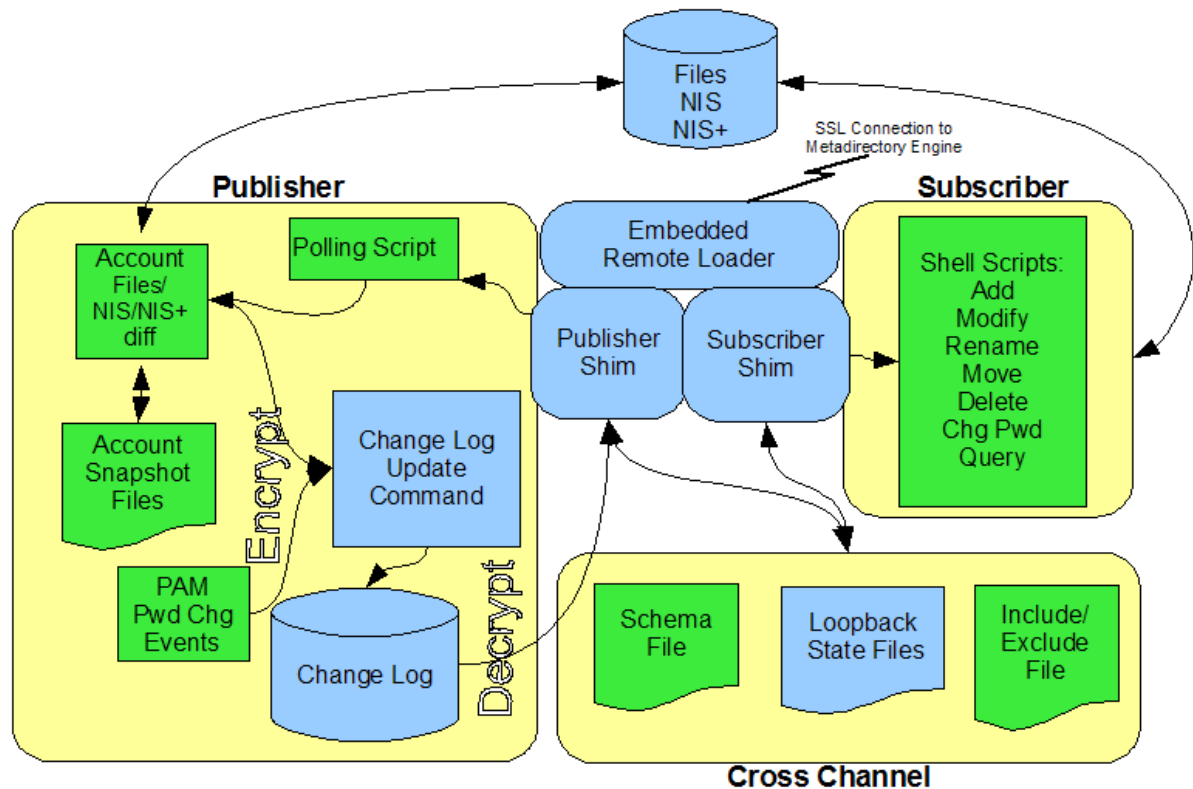 Files
NIS
NIS+
SSL Connection to
Metadirectory Engine
Publisher
Subscriber
Account
Files/
NIS/NIS+
diff
Polling Script
Embedded
Remote Loader
Publisher
Shim
Subscriber
Shim
Shell Scripts:
Add
Modify
Rename
Move
Delete
Chg Pwd
Query
Account
Snapshot
Files
Encrypt
Change Log
Update
Command
PAM
Pwd Chg
Events
Change Log
Decrypt
Schema
File
Loopback
State Files
Include/
Exclude
File
Cross Channel